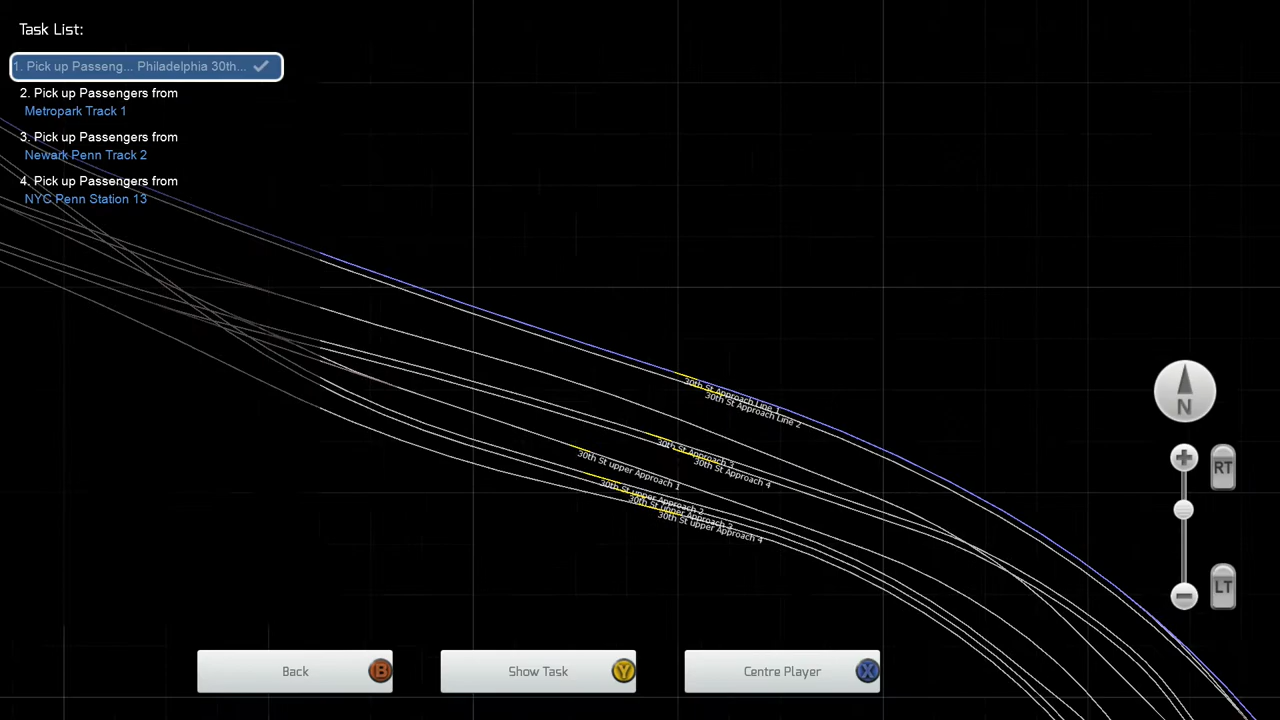 Task List:
1. Pick up Passeng... Philadelphia 30th...
2. Pick up Passengers from
Metropark Track 1
3. Pick up Passengers from
Newark Penn Track 2
4. Pick up Passengers from
NYC Penn Station 13
30th St Approach Line 1
30th St Approach Line 2
30th St Approach 3
30th St Approach 4
30th St upper Approach 1
30th St upper Approach 2
30th St upper Approach 3
30th St upper Approach 4
N
RT
LT
Back B
Show Task Y
Centre Player X